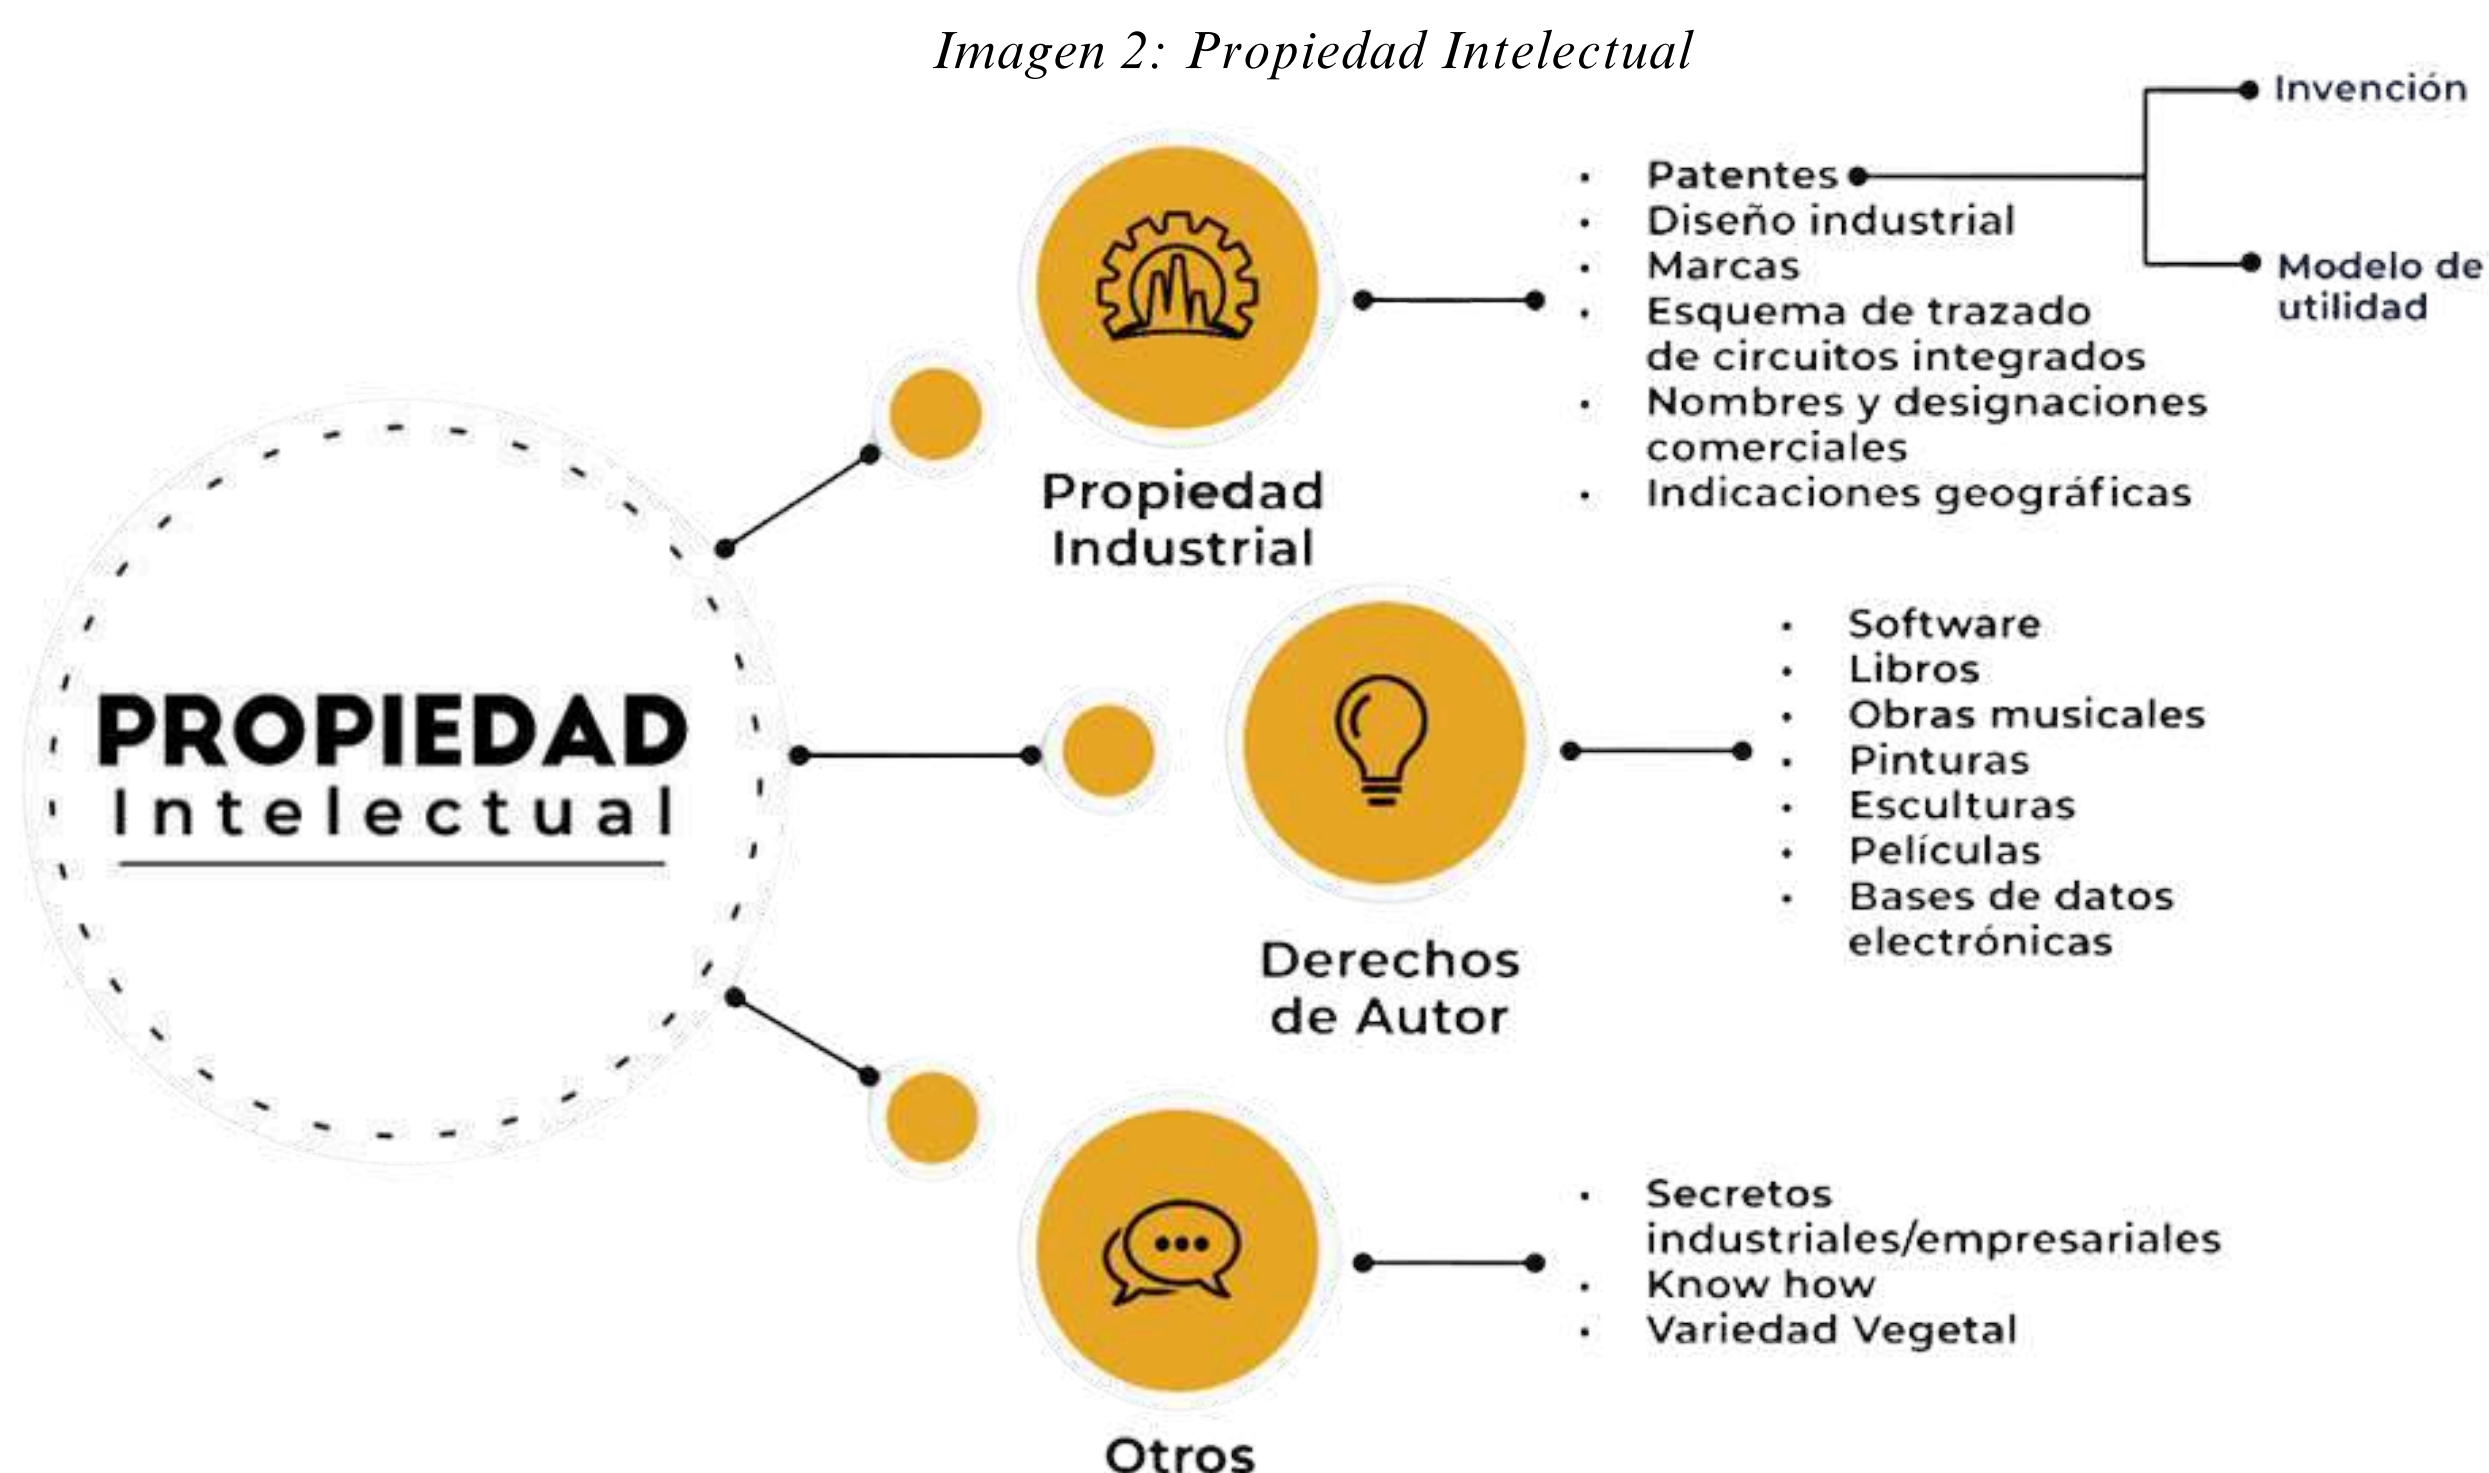 Imagen 2: Propiedad Intelectual
PROPIEDAD
Intelectual
Propiedad
Industrial
· Patentes
Invención
Modelo de
utilidad
· Diseño industrial
· Marcas
· Esquema de trazado
de circuitos integrados
· Nombres y designaciones
comerciales
· Indicaciones geográficas
Derechos
de Autor
· Software
· Libros
· Obras musicales
· Pinturas
· Esculturas
· Películas
· Bases de datos
electrónicas
Otros
· Secretos
industriales/empresariales
· Know how
· Variedad Vegetal